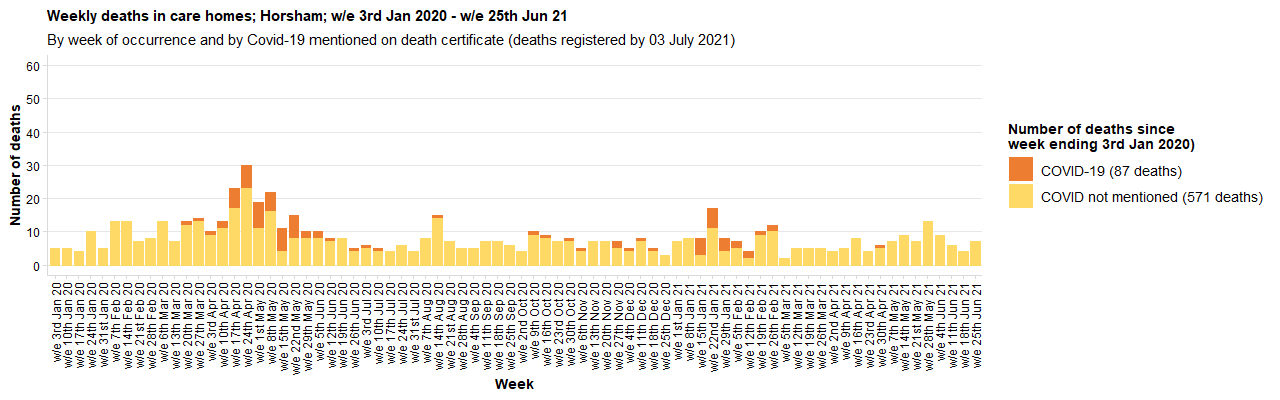 Weekly deaths in care homes; Horsham; w/e 3rd Jan 2020 - w/e 25th Jun 21
By week of occurrence and by Covid-19 mentioned on death certificate (deaths registered by 03 July 2021)
Number of deaths
60
50
40
30
20
10
0
w/e 3rd Jan 20
w/e 10th Jan 20
w/e 17th Jan 20
w/e 24th Jan 20
w/e 31st Jan 20
w/e 7th Feb 20
w/e 14th Feb 20
w/e 21st Feb 20
w/e 28th Feb 20
w/e 6th Mar 20
w/e 13th Mar 20
w/e 20th Mar 20
w/e 27th Mar 20
w/e 3rd Apr 20
w/e 10th Apr 20
w/e 17th Apr 20
w/e 24th Apr 20
w/e 1st May 20
w/e 8th May 20
w/e 15th May 20
w/e 22nd May 20
w/e 29th May 20
w/e 5th Jun 20
w/e 12th Jun 20
w/e 19th Jun 20
w/e 26th Jun 20
w/e 3rd Jul 20
w/e 10th Jul 20
w/e 17th Jul 20
w/e 24th Jul 20
w/e 31st Jul 20
w/e 7th Aug 20
w/e 14th Aug 20
w/e 21st Aug 20
w/e 28th Aug 20
w/e 4th Sep 20
w/e 11th Sep 20
w/e 18th Sep 20
w/e 25th Sep 20
w/e 2nd Oct 20
w/e 9th Oct 20
w/e 16th Oct 20
w/e 23rd Oct 20
w/e 30th Oct 20
w/e 6th Nov 20
w/e 13th Nov 20
w/e 20th Nov 20
w/e 27th Nov 20
w/e 4th Dec 20
w/e 11th Dec 20
w/e 18th Dec 20
w/e 25th Dec 20
w/e 1st Jan 21
w/e 8th Jan 21
w/e 15th Jan 21
w/e 22nd Jan 21
w/e 29th Jan 21
w/e 5th Feb 21
w/e 12th Feb 21
w/e 19th Feb 21
w/e 26th Feb 21
w/e 5th Mar 21
w/e 12th Mar 21
w/e 19th Mar 21
w/e 26th Mar 21
w/e 2nd Apr 21
w/e 9th Apr 21
w/e 16th Apr 21
w/e 23rd Apr 21
w/e 30th Apr 21
w/e 7th May 21
w/e 14th May 21
w/e 21st May 21
w/e 28th May 21
w/e 4th Jun 21
w/e 11th Jun 21
w/e 18th Jun 21
w/e 25th Jun 21
Week
Number of deaths since
week ending 3rd Jan 2020)
COVID-19 (87 deaths)
COVID not mentioned (571 deaths)